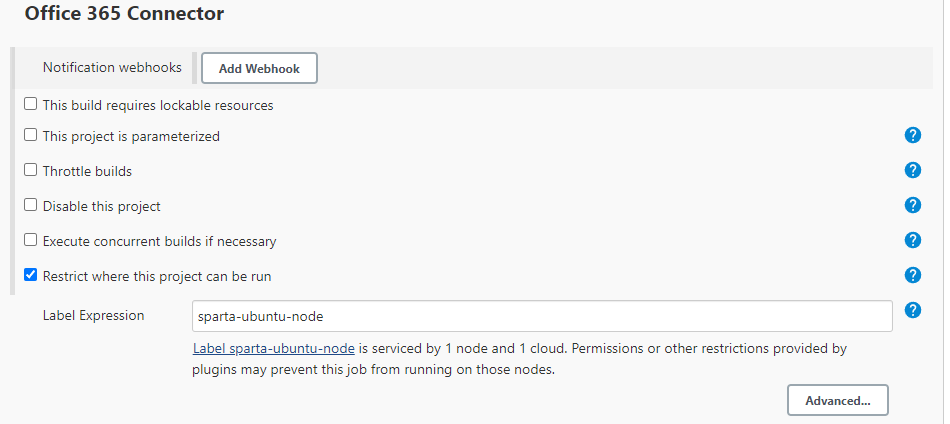 Office 365 Connector
Notification webhooks Add Webhook
This build requires lockable resources
This project is parameterized ?
Throttle builds ?
Disable this project ?
Execute concurrent builds if necessary ?
Restrict where this project can be run ?
Label Expression sparta-ubuntu-node ?
Label sparta-ubuntu-node is serviced by 1 node and 1 cloud. Permissions or other restrictions provided by
plugins may prevent this job from running on those nodes.
Advanced...